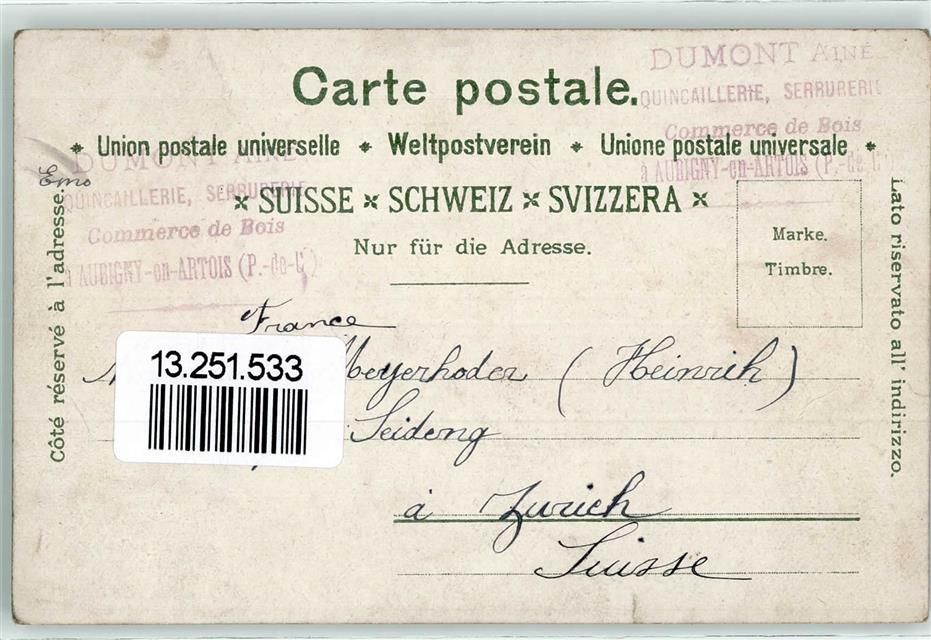 DUMONT AINÉ
QUINCAILLERIE, SERRURERIE
Commerce de Bois
à AUBIGNY-en-ARTOIS (P.-de-C.)
Carte postale.
* Union postale universelle * Weltpostverein * Unione postale universale *
DUMONT AINÉ
QUINCAILLERIE, SERRURERIE
Commerce de Bois
à AUBIGNY-en-ARTOIS (P.-de-C.)
× SUISSE × SCHWEIZ × SVIZZERA ×
Nur für die Adresse.
Marke.
Timbre.
Côté réservé à l'adresse.
Lato riservato all' indirizzo.
France
Meyerhoder (Heinrich)
13.251.533
Seideng
à Zurich
Suisse